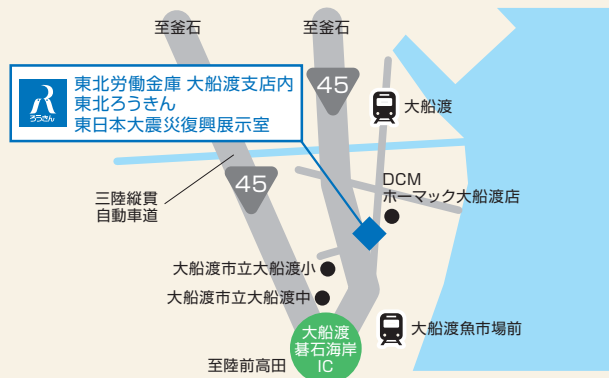 至釜石
至釜石
ろうきん
東北労働金庫 大船渡支店内
東北ろうきん
東日本大震災復興展示室
45
大船渡
45
三陸縦貫
自動車道
DCM
ホーマック大船渡店
大船渡市立大船渡小
大船渡市立大船渡中
大船渡
碁石海岸
IC
大船渡魚市場前
至陸前高田